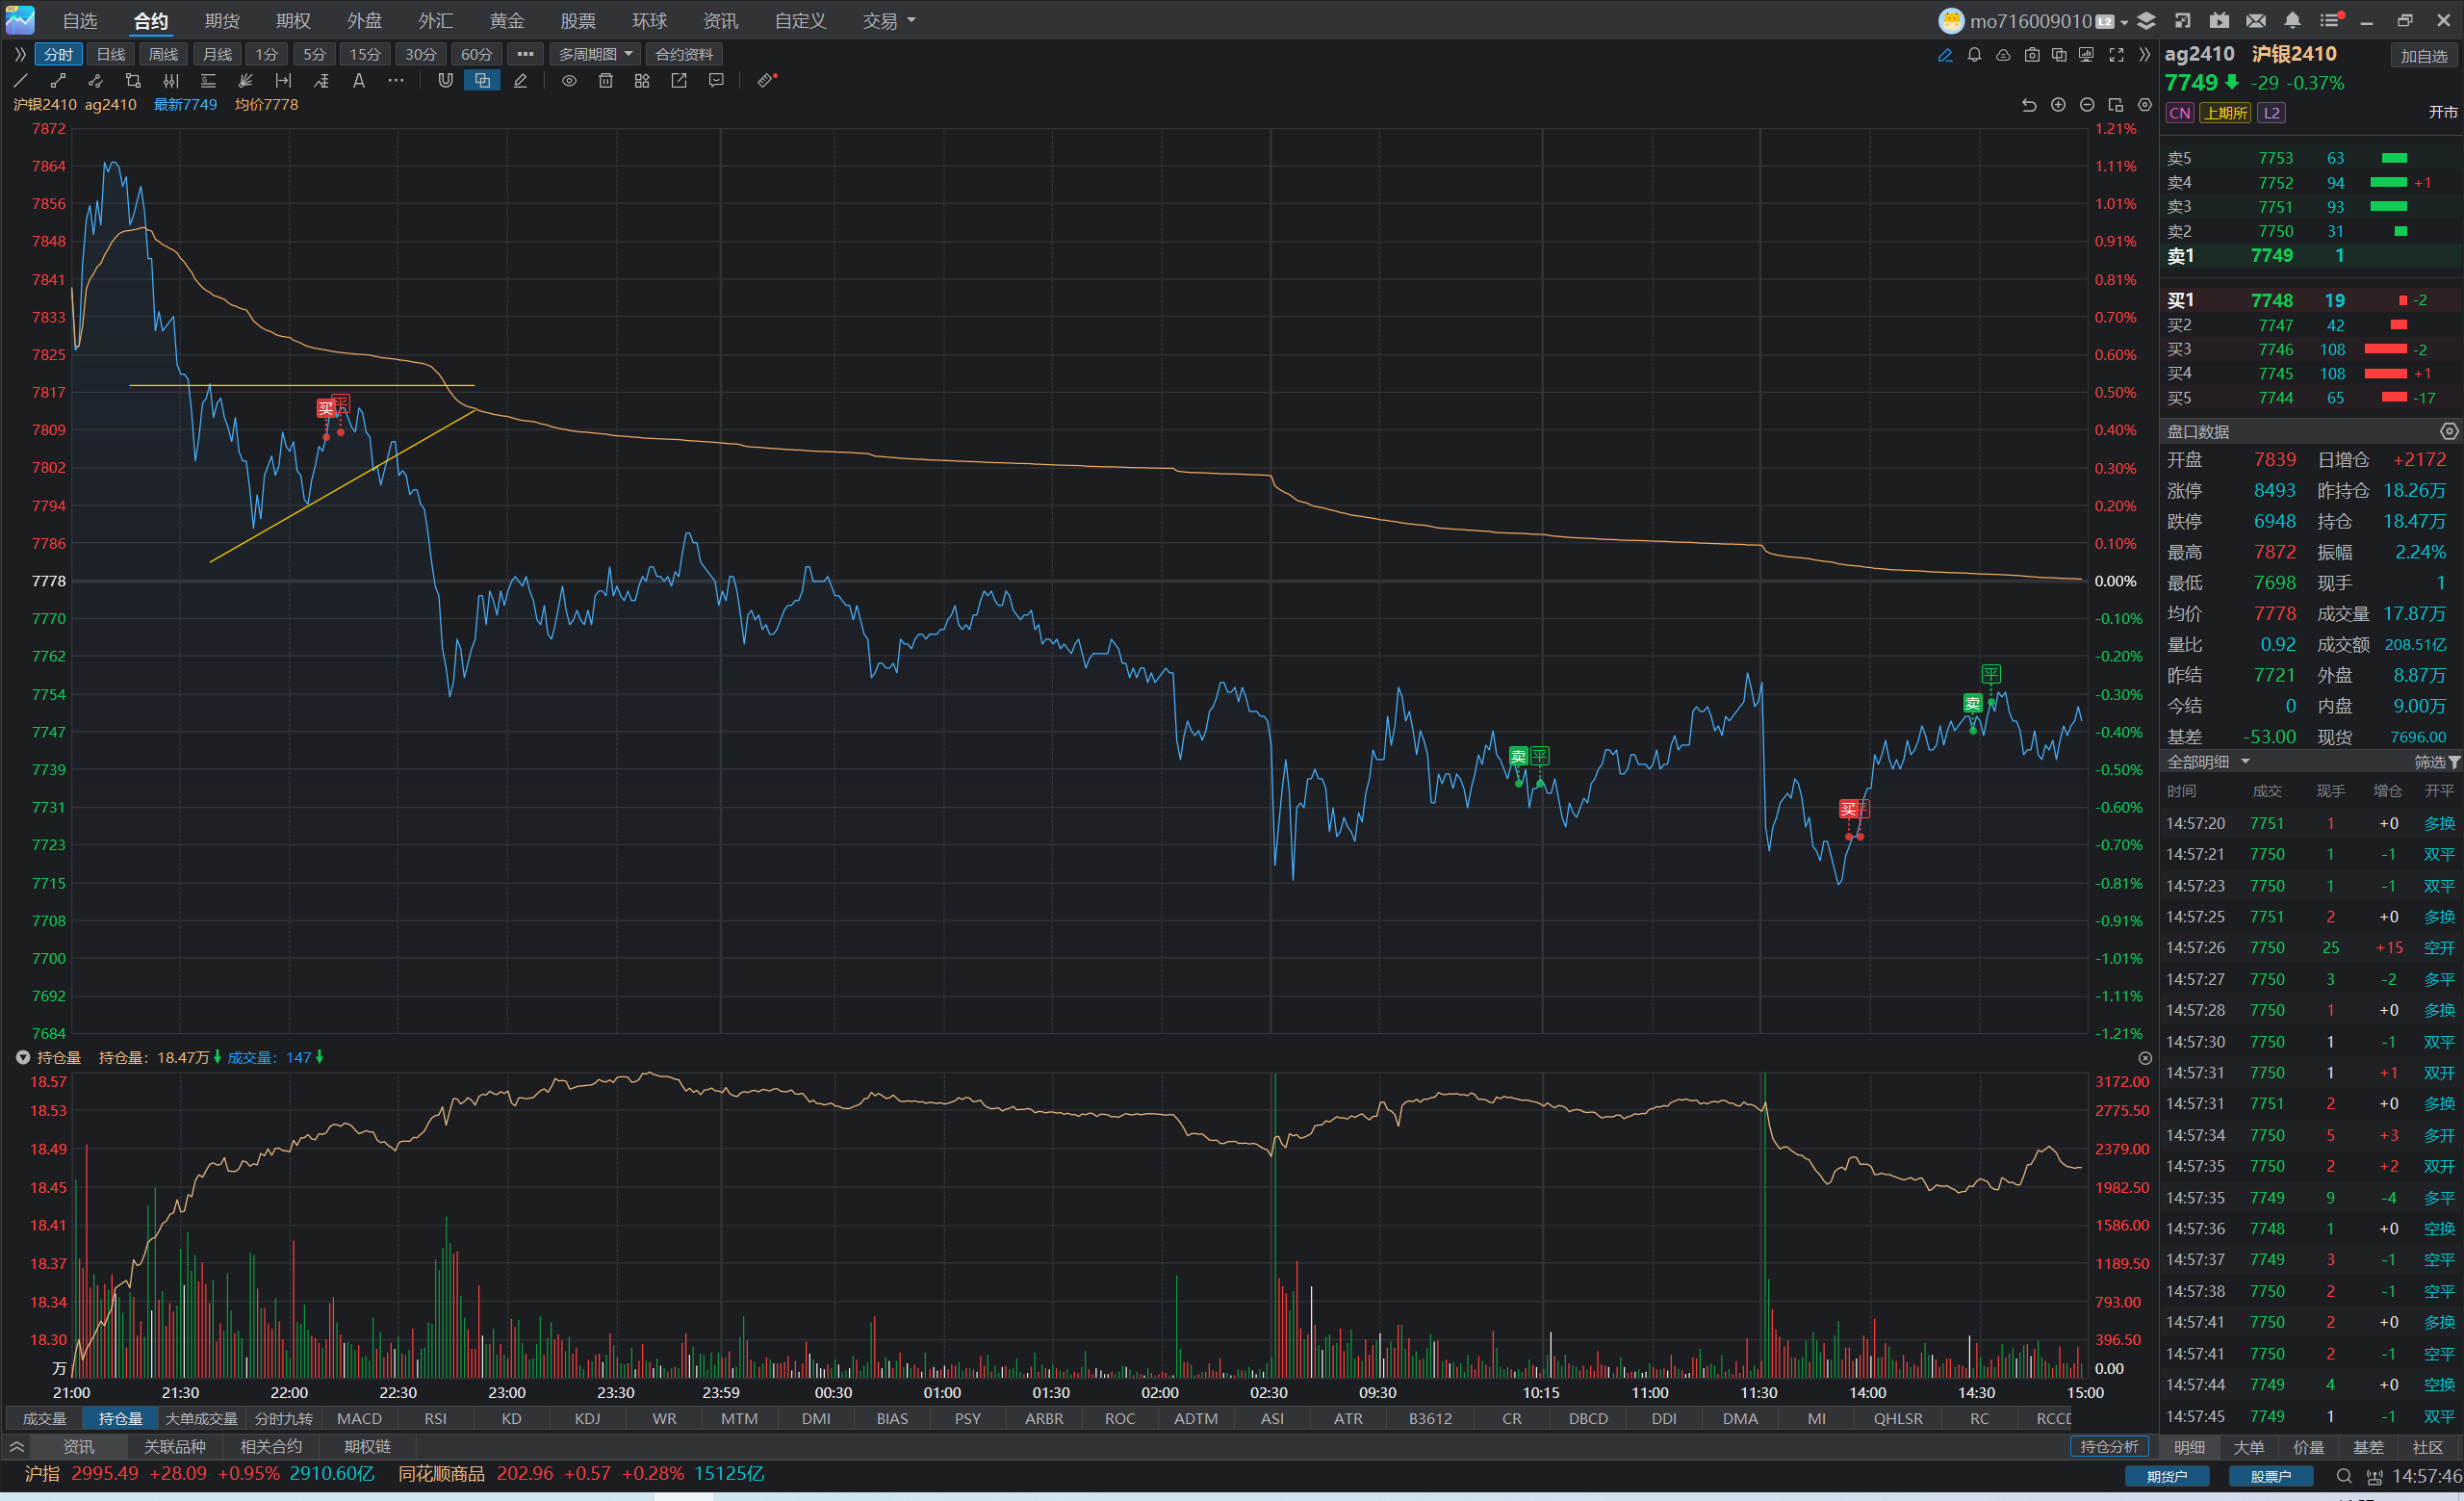 自选 合约 期货 期权 外盘 外汇 黄金 股票 环球 资讯 自定义 交易 mo716009010 L2
分时 日线 周线 月线 1分 5分 15分 30分 60分 ••• 多周期图 合约资料
沪银2410 ag2410 最新7749 均价7778
7872 1.21%
7864 1.11%
7856 1.01%
7848 0.91%
7841 0.81%
7833 0.70%
7825 0.60%
7817 0.50%
7809 0.40%
7802 0.30%
7794 0.20%
7786 0.10%
7778 0.00%
7770 -0.10%
7762 -0.20%
7754 -0.30%
7747 -0.40%
7739 -0.50%
7731 -0.60%
7723 -0.70%
7715 -0.81%
7708 -0.91%
7700 -1.01%
7692 -1.11%
7684 -1.21%
买 平
卖 平
买 平
卖 平
持仓量 持仓量：18.47万 成交量：147
18.57 3172.00
18.53 2775.50
18.49 2379.00
18.45 1982.50
18.41 1586.00
18.37 1189.50
18.34 793.00
18.30 396.50
万 0.00
21:00 21:30 22:00 22:30 23:00 23:30 23:59 00:30 01:00 01:30 02:00 02:30 09:30 10:15 11:00 11:30 14:00 14:30 15:00
成交量 持仓量 大单成交量 分时九转 MACD RSI KD KDJ WR MTM DMI BIAS PSY ARBR ROC ADTM ASI ATR B3612 CR DBCD DDI DMA MI QHLSR RC RCCD
资讯 关联品种 相关合约 期权链 持仓分析
沪指 2995.49 +28.09 +0.95% 2910.60亿 同花顺商品 202.96 +0.57 +0.28% 15125亿
ag2410 沪银2410 加自选
7749 -29 -0.37%
CN 上期所 L2 开市
卖5 7753 63
卖4 7752 94 +1
卖3 7751 93
卖2 7750 31
卖1 7749 1
买1 7748 19 -2
买2 7747 42
买3 7746 108 -2
买4 7745 108 +1
买5 7744 65 -17
盘口数据
开盘 7839 日增仓 +2172
涨停 8493 昨持仓 18.26万
跌停 6948 持仓 18.47万
最高 7872 振幅 2.24%
最低 7698 现手 1
均价 7778 成交量 17.87万
量比 0.92 成交额 208.51亿
昨结 7721 外盘 8.87万
今结 0 内盘 9.00万
基差 -53.00 现货 7696.00
全部明细 筛选
时间 成交 现手 增仓 开平
14:57:20 7751 1 +0 多换
14:57:21 7750 1 -1 双平
14:57:23 7750 1 -1 双平
14:57:25 7751 2 +0 多换
14:57:26 7750 25 +15 空开
14:57:27 7750 3 -2 多平
14:57:28 7750 1 +0 多换
14:57:30 7750 1 -1 双平
14:57:31 7750 1 +1 双开
14:57:31 7751 2 +0 多换
14:57:34 7750 5 +3 多开
14:57:35 7750 2 +2 双开
14:57:35 7749 9 -4 多平
14:57:36 7748 1 +0 空换
14:57:37 7749 3 -1 空平
14:57:38 7750 2 -1 空平
14:57:41 7750 2 +0 多换
14:57:41 7750 2 -1 空平
14:57:44 7749 4 +0 空换
14:57:45 7749 1 -1 双平
明细 大单 价量 基差 社区
期货户 股票户 14:57:46